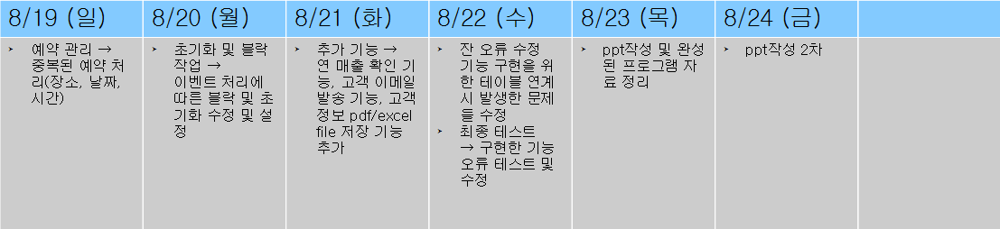 8/19 (일)
8/20 (월)
8/21 (화)
8/22 (수)
8/23 (목)
8/24 (금)
➢ 예약 관리 →
중복된 예약 처
리(장소, 날짜,
시간)
➢ 초기화 및 블락
작업 →
이벤트 처리에
따른 블락 및 초
기화 수정 및 설
정
➢ 추가 기능 →
연 매출 확인 기
능, 고객 이메일
발송 기능, 고객
정보 pdf/excel
file 저장 기능
추가
➢ 잔 오류 수정
기능 구현을 위
한 테이블 연계
시 발생한 문제
들 수정
➢ 최종 테스트
→ 구현한 기능
오류 테스트 및
수정
➢ ppt작성 및 완성
된 프로그램 자
료 정리
➢ ppt작성 2차